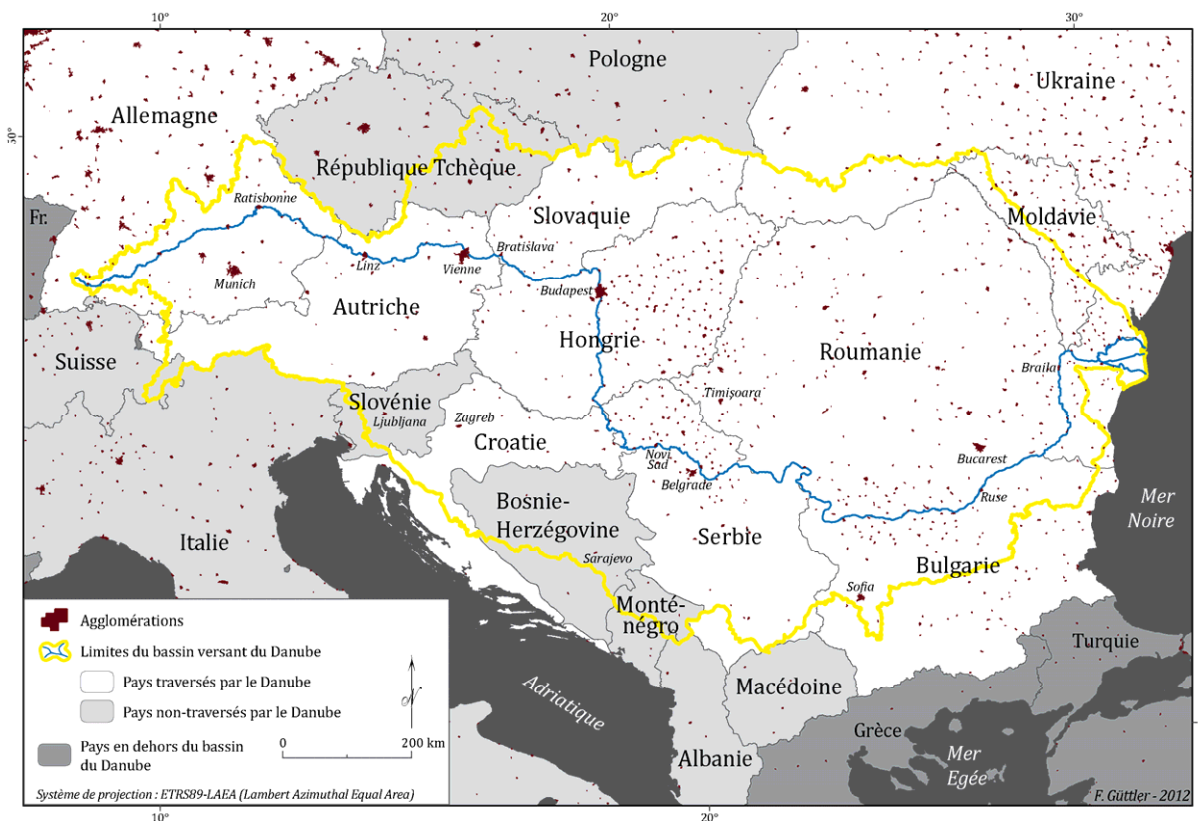 10°
20°
30°
50°
Pologne
Ukraine
Allemagne
République Tchèque
Ratisbonne
Slovaquie
Fr.
Moldavie
Linz
Vienne
Bratislava
Munich
Budapest
Autriche
Hongrie
Roumanie
Suisse
Braila
Slovénie
Ljubljana
Timișoara
Zagreb
Croatie
Novi
Sad
Belgrade
Bucarest
Ruse
Mer
Noire
Bosnie-
Herzégovine
Serbie
Italie
Sarajevo
Bulgarie
Sofia
Monté-
négro
Turquie
Macédoine
Adriatique
Grèce
Albanie
Mer
Egée
Agglomérations
Limites du bassin versant du Danube
Pays traversés par le Danube
Pays non-traversés par le Danube
N
Pays en dehors du bassin
du Danube
0
200 km
Système de projection : ETRS89-LAEA (Lambert Azimuthal Equal Area)
F. Güttler - 2012
10°
20°